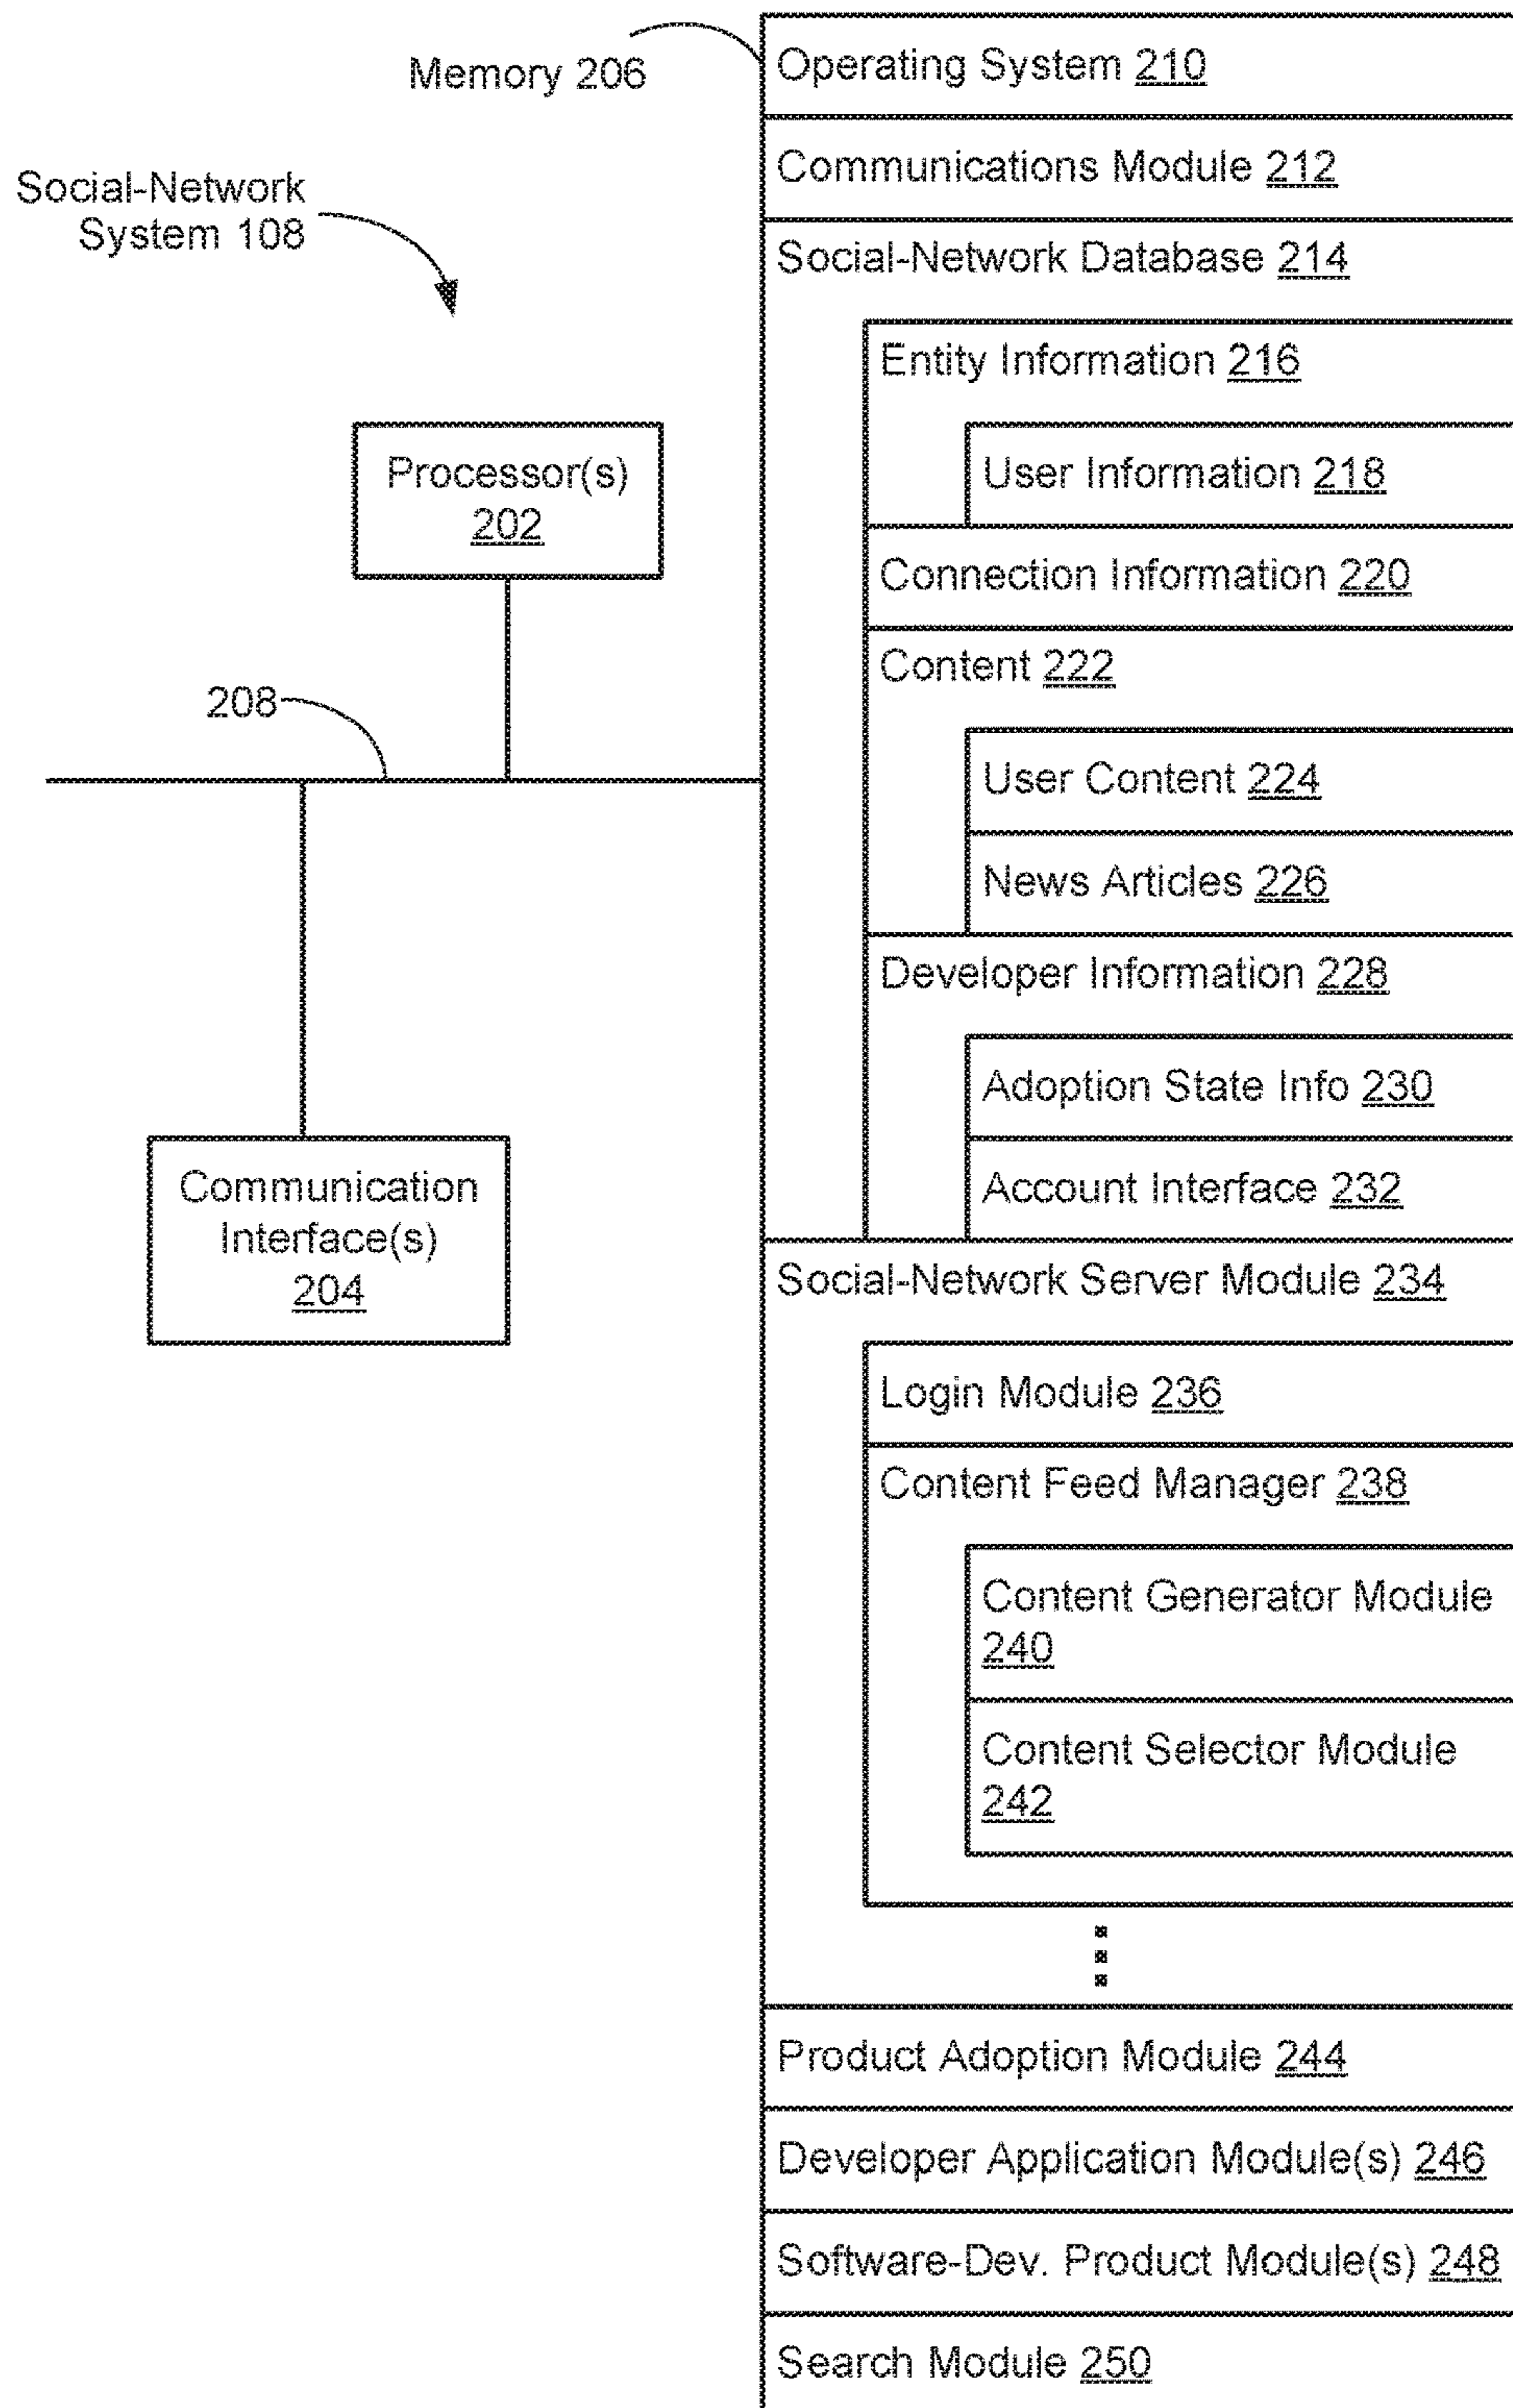 Memory 206
Social-Network
System 108
Processor(s)
202
208
Communication
Interface(s)
204
Operating System 210
Communications Module 212
Social-Network Database 214
Entity Information 216
User Information 218
Connection Information 220
Content 222
User Content 224
News Articles 226
Developer Information 228
Adoption State Info 230
Account Interface 232
Social-Network Server Module 234
Login Module 236
Content Feed Manager 238
Content Generator Module
240
Content Selector Module
242
Product Adoption Module 244
Developer Application Module(s) 246
Software-Dev. Product Module(s) 248
Search Module 250